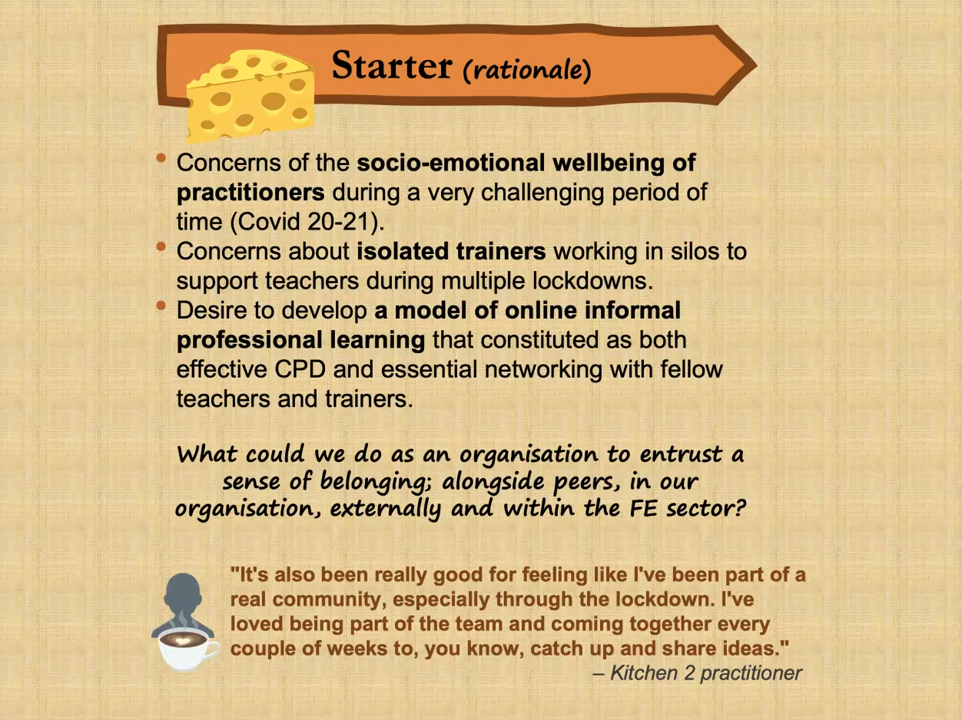 Starter (rationale)
• Concerns of the socio-emotional wellbeing of
practitioners during a very challenging period of
time (Covid 20-21).
• Concerns about isolated trainers working in silos to
support teachers during multiple lockdowns.
• Desire to develop a model of online informal
professional learning that constituted as both
effective CPD and essential networking with fellow
teachers and trainers.
What could we do as an organisation to entrust a
sense of belonging; alongside peers, in our
organisation, externally and within the FE sector?
"It's also been really good for feeling like I've been part of a
real community, especially through the lockdown. I've
loved being part of the team and coming together every
couple of weeks to, you know, catch up and share ideas."
– Kitchen 2 practitioner